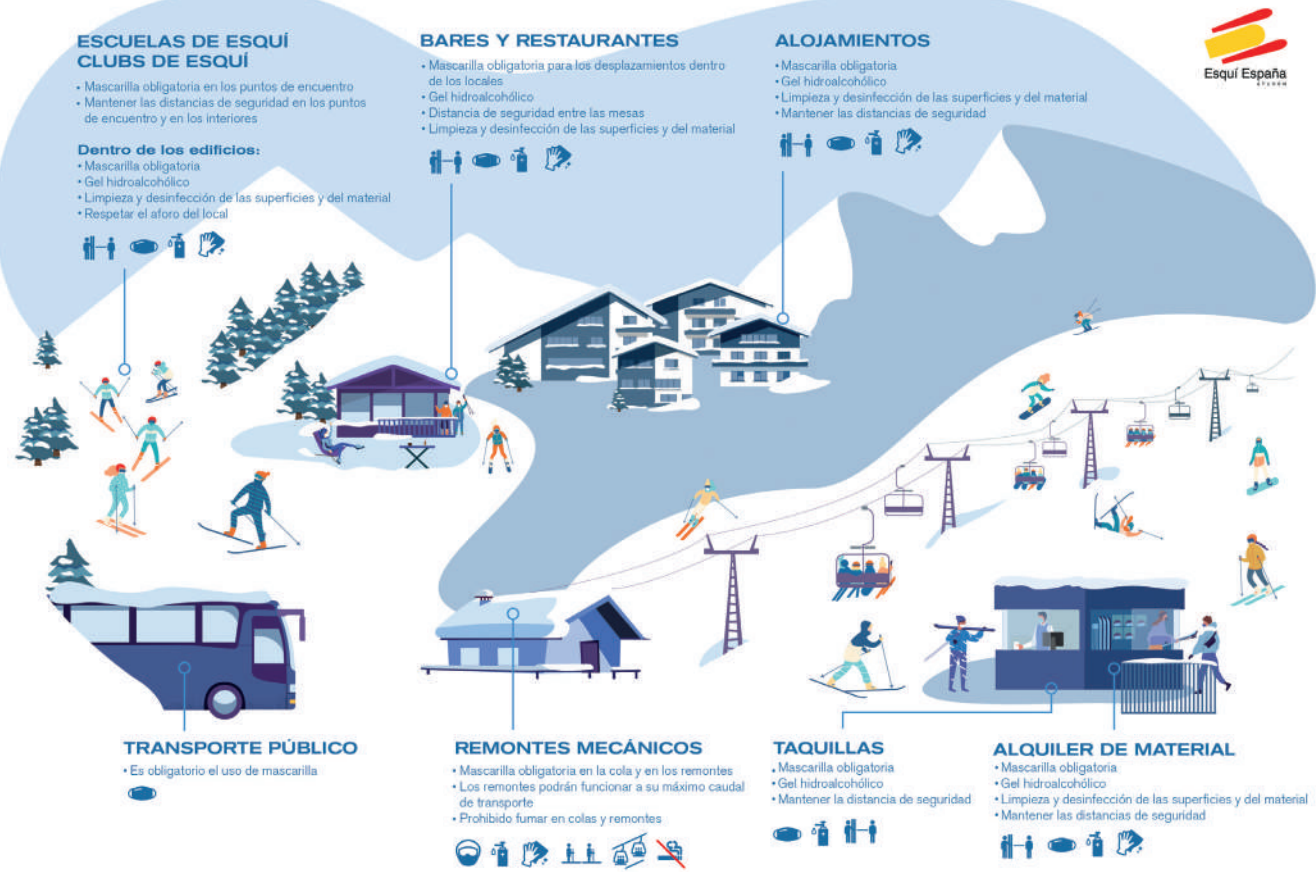 ESCUELAS DE ESQUÍ
CLUBS DE ESQUÍ
• Mascarilla obligatoria en los puntos de encuentro
• Mantener las distancias de seguridad en los puntos
de encuentro y en los interiores
Dentro de los edificios:
• Mascarilla obligatoria
• Gel hidroalcohólico
• Limpieza y desinfección de las superficies y del material
• Respetar el aforo del local
BARES Y RESTAURANTES
• Mascarilla obligatoria para los desplazamientos dentro
de los locales
• Gel hidroalcohólico
• Distancia de seguridad entre las mesas
• Limpieza y desinfección de las superficies y del material
ALOJAMIENTOS
• Mascarilla obligatoria
• Gel hidroalcohólico
• Limpieza y desinfección de las superficies y del material
• Mantener las distancias de seguridad
Esquí España
ATUDEM
TRANSPORTE PÚBLICO
• Es obligatorio el uso de mascarilla
REMONTES MECÁNICOS
• Mascarilla obligatoria en la cola y en los remontes
• Los remontes podrán funcionar a su máximo caudal
de transporte
• Prohibido fumar en colas y remontes
TAQUILLAS
• Mascarilla obligatoria
• Gel hidroalcohólico
• Mantener la distancia de seguridad
ALQUILER DE MATERIAL
• Mascarilla obligatoria
• Gel hidroalcohólico
• Limpieza y desinfección de las superficies y del material
• Mantener las distancias de seguridad